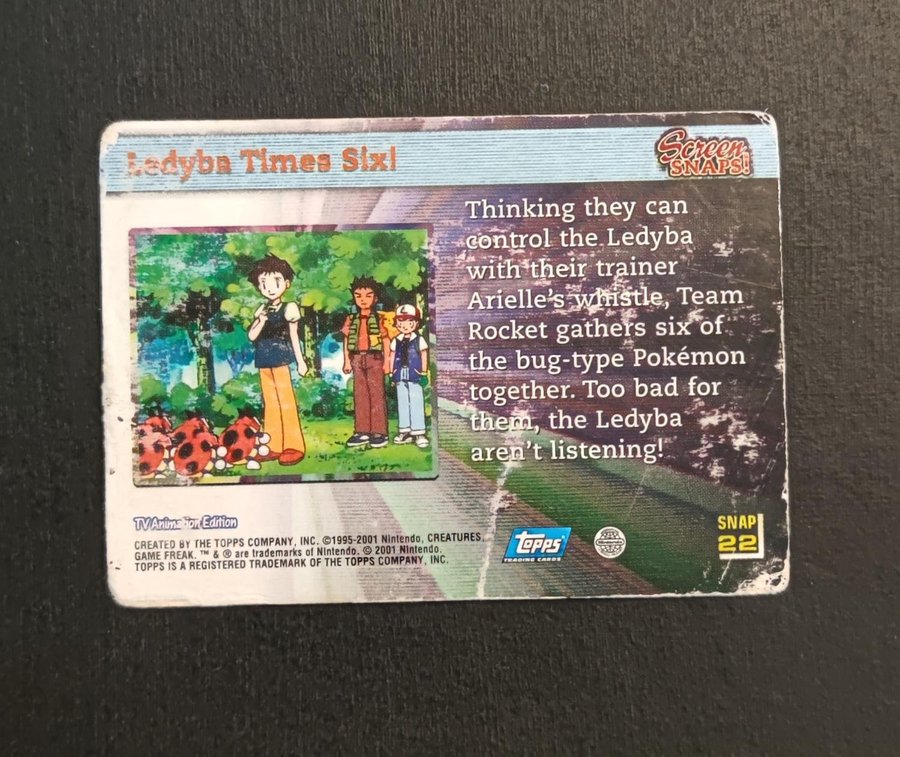 Ledyba Times Six!
Screen
SNAPS!
Thinking they can
control the Ledyba
with their trainer
Arielle's whistle, Team
Rocket gathers six of
the bug-type Pokémon
together. Too bad for
them, the Ledyba
aren't listening!
TV Animation Edition
CREATED BY THE TOPPS COMPANY, INC. ©1995-2001 Nintendo, CREATURES,
GAME FREAK. ™ & ® are trademarks of Nintendo. © 2001 Nintendo.
TOPPS IS A REGISTERED TRADEMARK OF THE TOPPS COMPANY, INC.
Topps
TRADING CARDS
SNAP
22